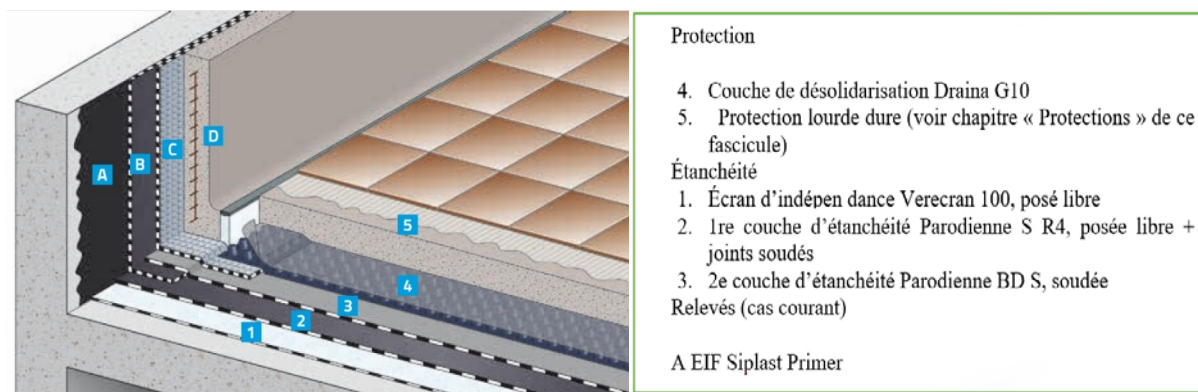 A
B
C
D
5
4
3
2
1
Protection
4. Couche de désolidarisation Draina G10
5. Protection lourde dure (voir chapitre « Protections » de ce
fascicule)
Étanchéité
1. Écran d’indépen dance Verecran 100, posé libre
2. 1re couche d’étanchéité Parodienne S R4, posée libre +
joints soudés
3. 2e couche d’étanchéité Parodienne BD S, soudée
Relevés (cas courant)
A EIF Siplast Primer